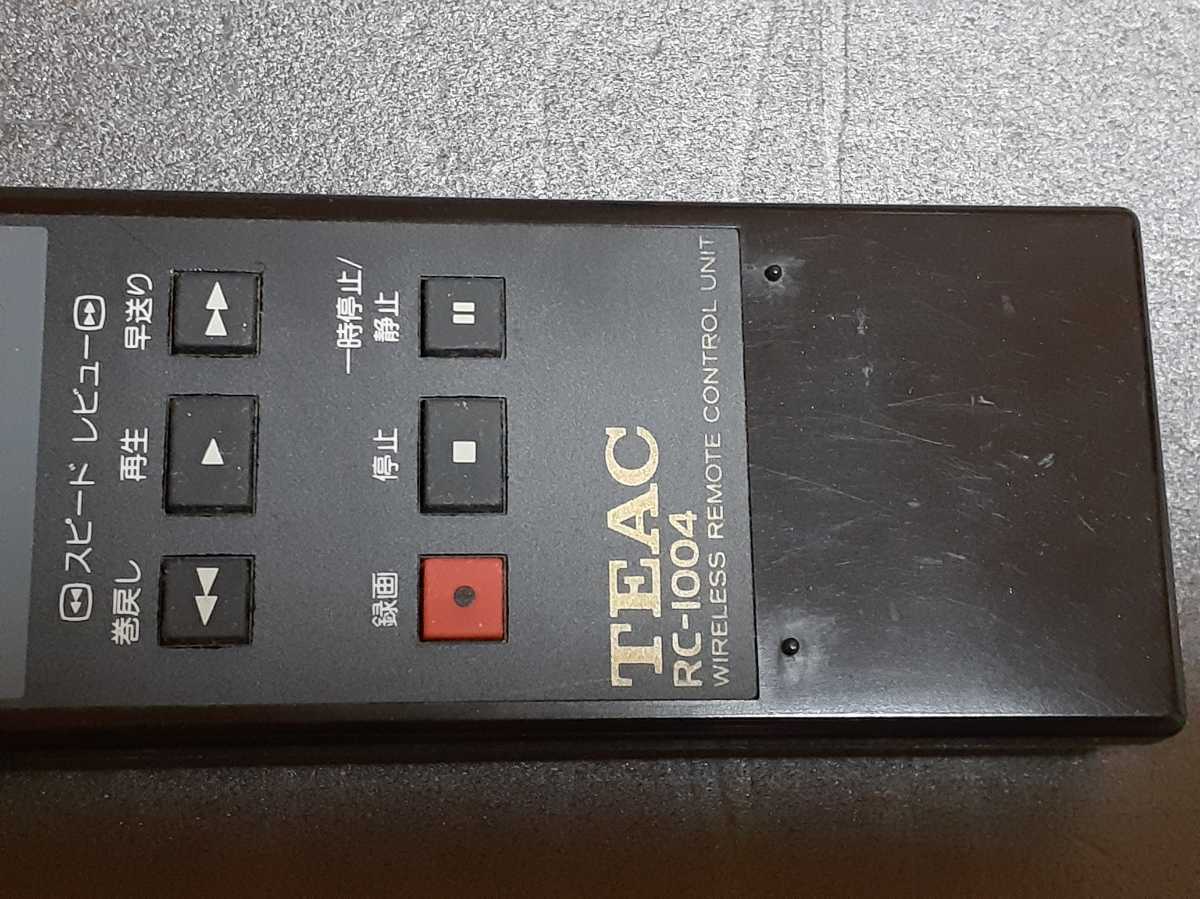 スピード レビュー
巻戻し 再生 早送り
録画 停止 一時停止/
静止
TEAC
RC-1004
WIRELESS REMOTE CONTROL UNIT